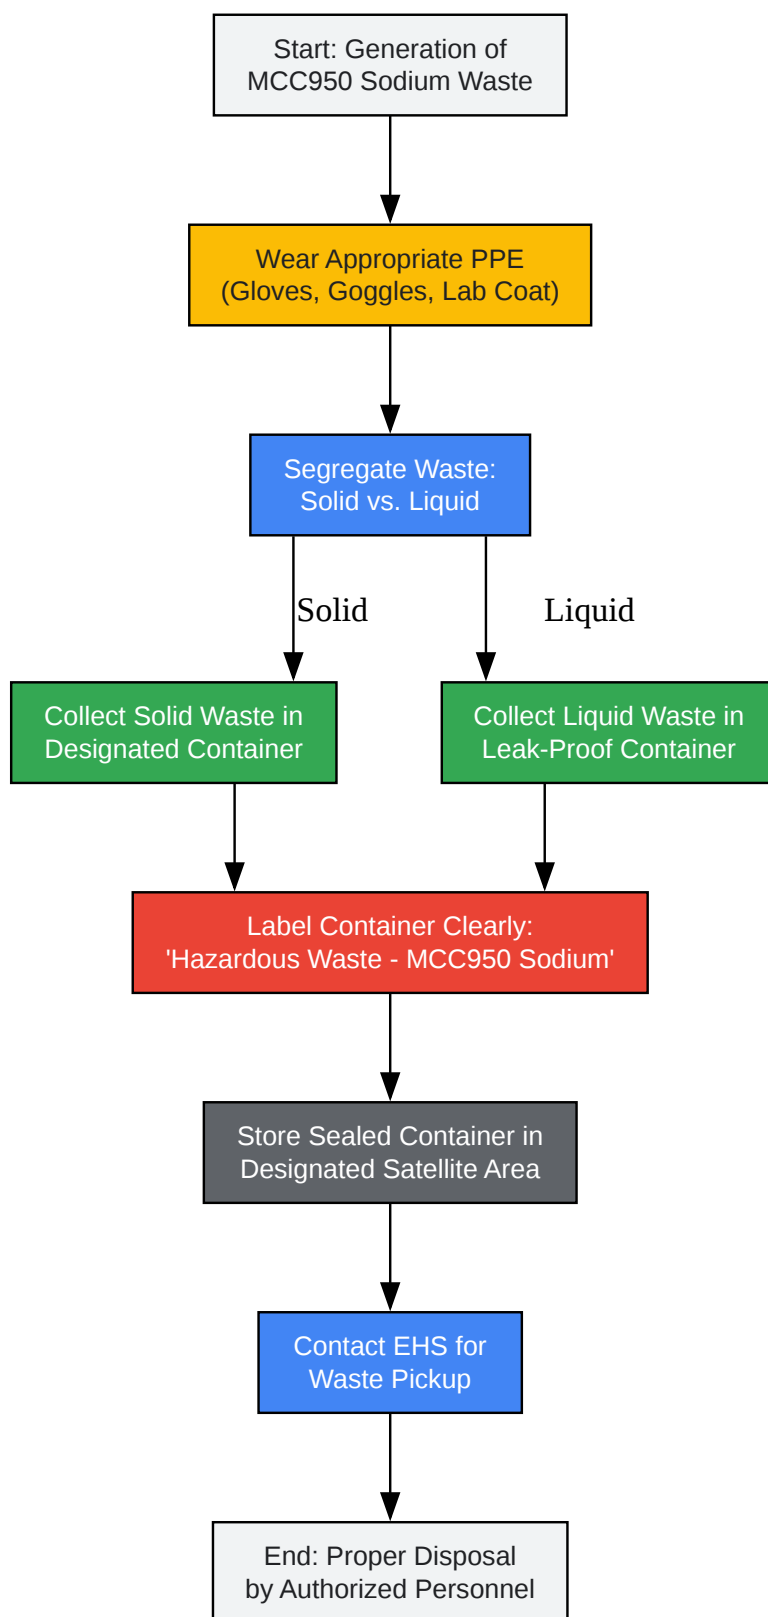 Start: Generation of
MCC950 Sodium Waste
Wear Appropriate PPE
(Gloves, Goggles, Lab Coat)
Segregate Waste:
Solid vs. Liquid
Solid
Liquid
Collect Solid Waste in
Designated Container
Collect Liquid Waste in
Leak-Proof Container
Label Container Clearly:
'Hazardous Waste - MCC950 Sodium'
Store Sealed Container in
Designated Satellite Area
Contact EHS for
Waste Pickup
End: Proper Disposal
by Authorized Personnel